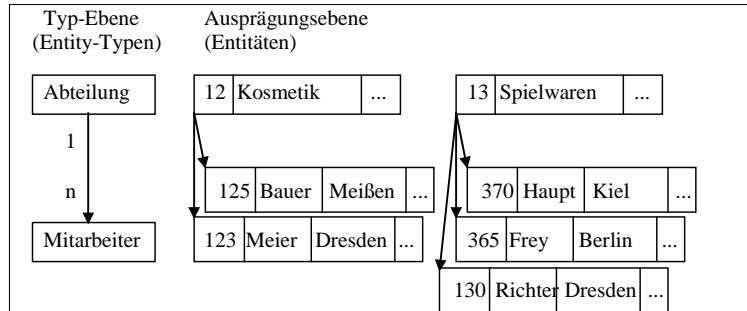 Typ-Ebene
(Entity-Typen)
Ausprägungsebene
(Entitäten)
Abteilung
1
n
Mitarbeiter
12 Kosmetik ...
125 Bauer Meißen ...
123 Meier Dresden ...
13 Spielwaren ...
370 Haupt Kiel ...
365 Frey Berlin ...
130 Richter Dresden ...